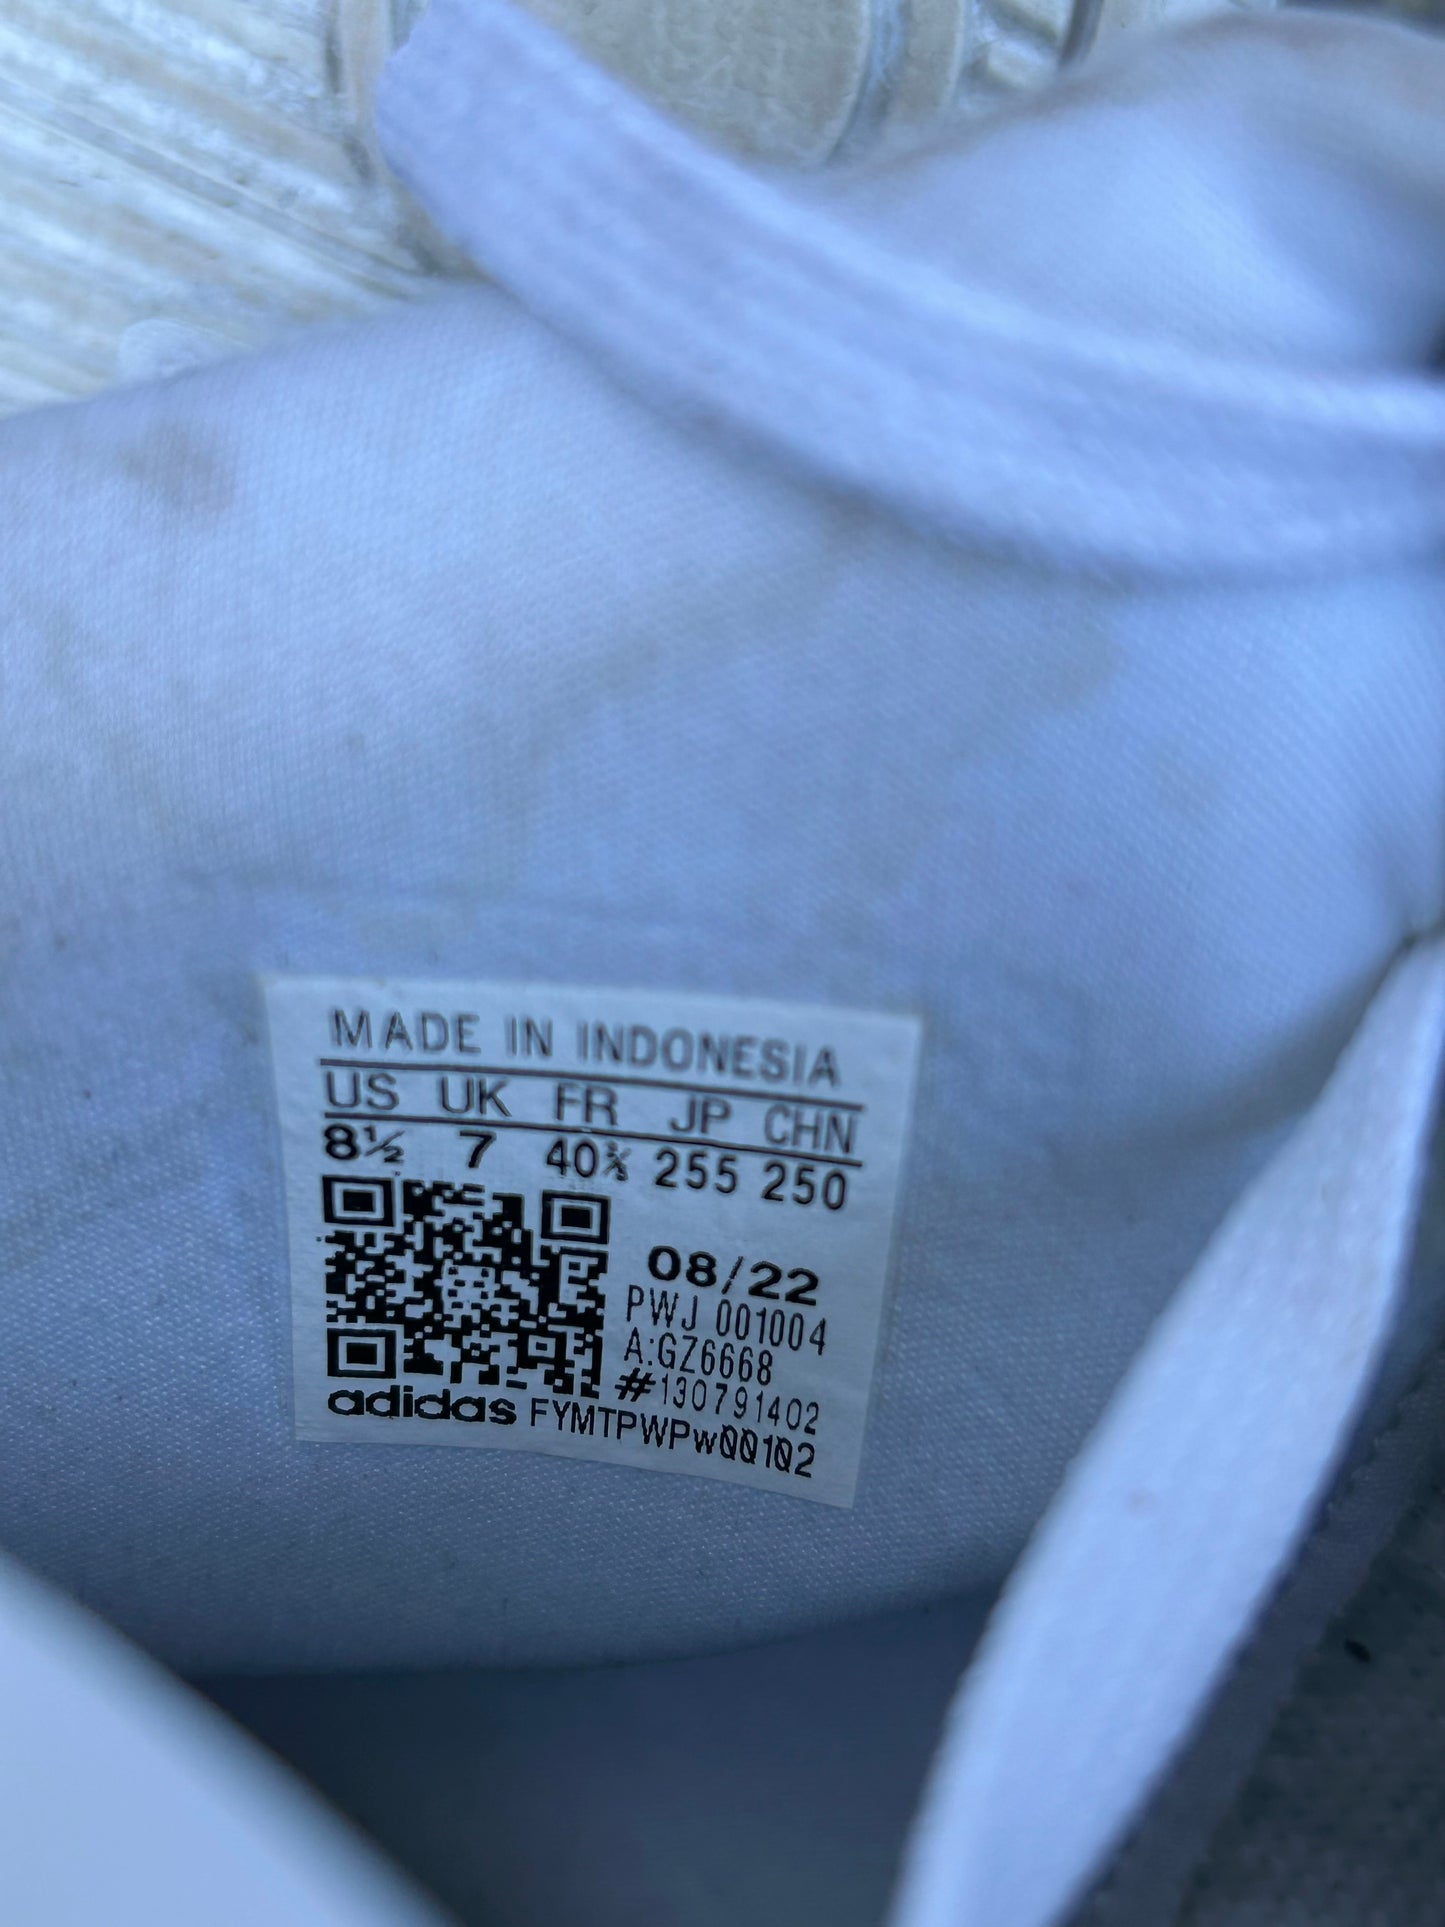 MADE IN INDONESIA
US UK FR JP CHN
8½ 7 40⅔ 255 250
08/22
PWJ 001004
A:GZ6668
#130791402
adidas FYMTPWPW00102